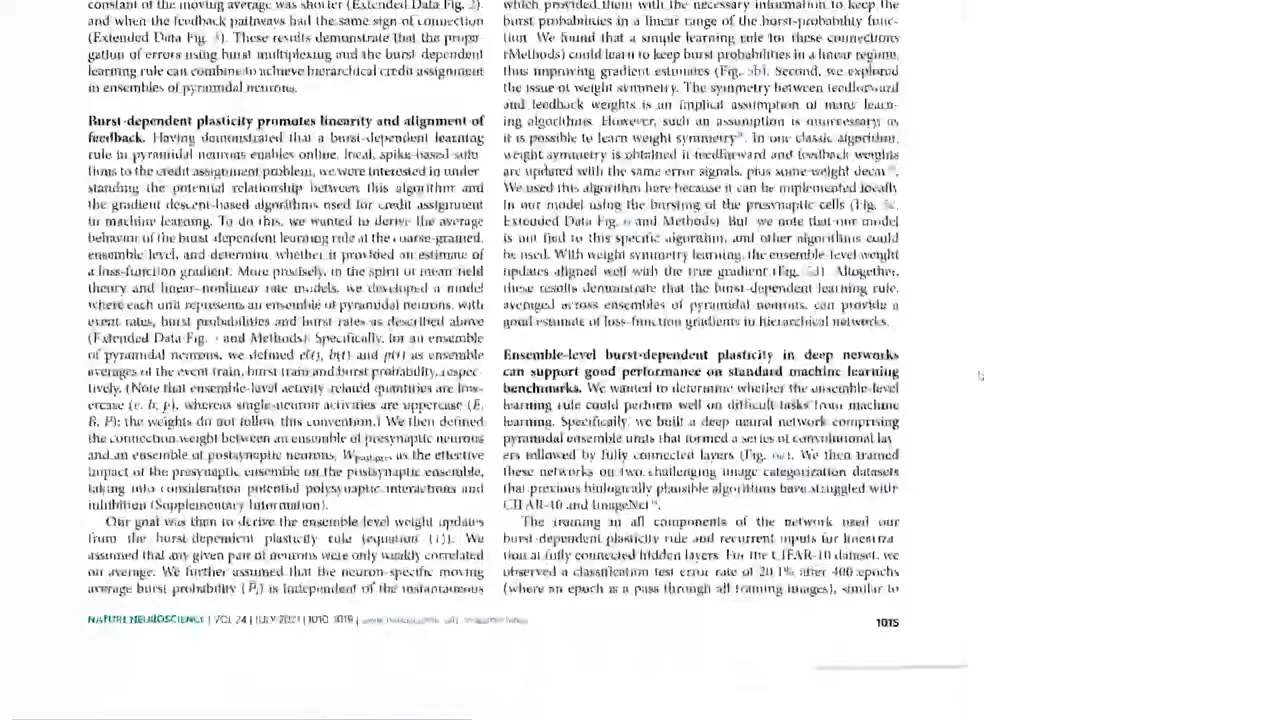 constant of the moving average was shorter (Extended Data Fig. ).
and when the feedback pathways had the same sign of connection
(Extended Data Fig. ). These results demonstrate that the propa-
gation of errors using burst multiplexing and the burst-dependent
learning rule can combine to achieve hierarchical credit assignment
in ensembles of pyramidal neurons.
Burst-dependent plasticity promotes linearity and alignment of
feedback. Having demonstrated that a burst-dependent learning
rule in pyramidal neurons enables online, local, spike-based solu-
tions to the credit assignment problem, we were interested in under-
standing the potential relationship between this algorithm and
the gradient descent-based algorithms used for credit assignment
in machine learning. To do this, we wanted to derive the average
behavior of the burst-dependent learning rule at the coarse-grained,
ensemble level, and determine whether it provided an estimate of
a loss-function gradient. More precisely, in the spirit of mean-field
theory and linear-nonlinear rate models, we developed a model
where each unit represents an ensemble of pyramidal neurons, with
event rates, burst probabilities and burst rates as described above
(Extended Data Fig. and Methods). Specifically, for an ensemble
of pyramidal neurons, we defined e(t), b(t) and p(t) as ensemble
averages of the event train, burst train and burst probability, respec-
tively. (Note that ensemble-level activity-related quantities are low-
ercase (e, b, p), whereas single-neuron activities are uppercase (E,
B, P); the weights do not follow this convention.) We then defined
the connection weight between an ensemble of presynaptic neurons
and an ensemble of postsynaptic neurons, W as the effective
impact of the presynaptic ensemble on the postsynaptic ensemble,
taking into consideration potential polysynaptic interactions and
inhibition (Supplementary Information).
Our goal was then to derive the ensemble-level weight updates
from the burst-dependent plasticity rule (equation (1)). We
assumed that any given pair of neurons were only weakly correlated
on average. We further assumed that the neuron-specific moving
average burst probability (P̄) is independent of the instantaneous
which provided them with the necessary information to keep the
burst probabilities in a linear range of the burst-probability func-
tion. We found that a simple learning rule for these connections
(Methods) could learn to keep burst probabilities in a linear regime,
thus improving gradient estimates (Fig. 5b). Second, we explored
the issue of weight symmetry. The symmetry between feedforward
and feedback weights is an implicit assumption of many learn-
ing algorithms. However, such an assumption is unnecessary, as
it is possible to learn weight symmetry. In one classic algorithm,
weight symmetry is obtained if feedforward and feedback weights
are updated with the same error signals, plus some weight decay.
We used this algorithm here because it can be implemented locally
in our model using the bursting of the presynaptic cells (Fig.
Extended Data Fig. and Methods). But, we note that our model
is not tied to this specific algorithm, and other algorithms could
be used. With weight symmetry learning, the ensemble-level weight
updates aligned well with the true gradient (Fig. ). Altogether,
these results demonstrate that the burst-dependent learning rule,
averaged across ensembles of pyramidal neurons, can provide a
good estimate of loss-function gradients in hierarchical networks.
Ensemble-level burst-dependent plasticity in deep networks
can support good performance on standard machine learning
benchmarks. We wanted to determine whether the ensemble-level
learning rule could perform well on difficult tasks from machine
learning. Specifically, we built a deep neural network comprising
pyramidal ensemble units that formed a series of convolutional lay-
ers followed by fully connected layers (Fig. ). We then trained
these networks on two challenging image categorization datasets
that previous biologically plausible algorithms have struggled with:
CIFAR-10 and ImageNet.
The training in all components of the network used our
burst-dependent plasticity rule and recurrent inputs for lineariza-
tion at fully connected hidden layers. For the CIFAR-10 dataset, we
observed a classification test error rate of 20.1% after 400 epochs
(where an epoch is a pass through all training images), similar to
NATURE NEUROSCIENCE | VOL 24 | JULY 2021 | 1010–1019 |
1015